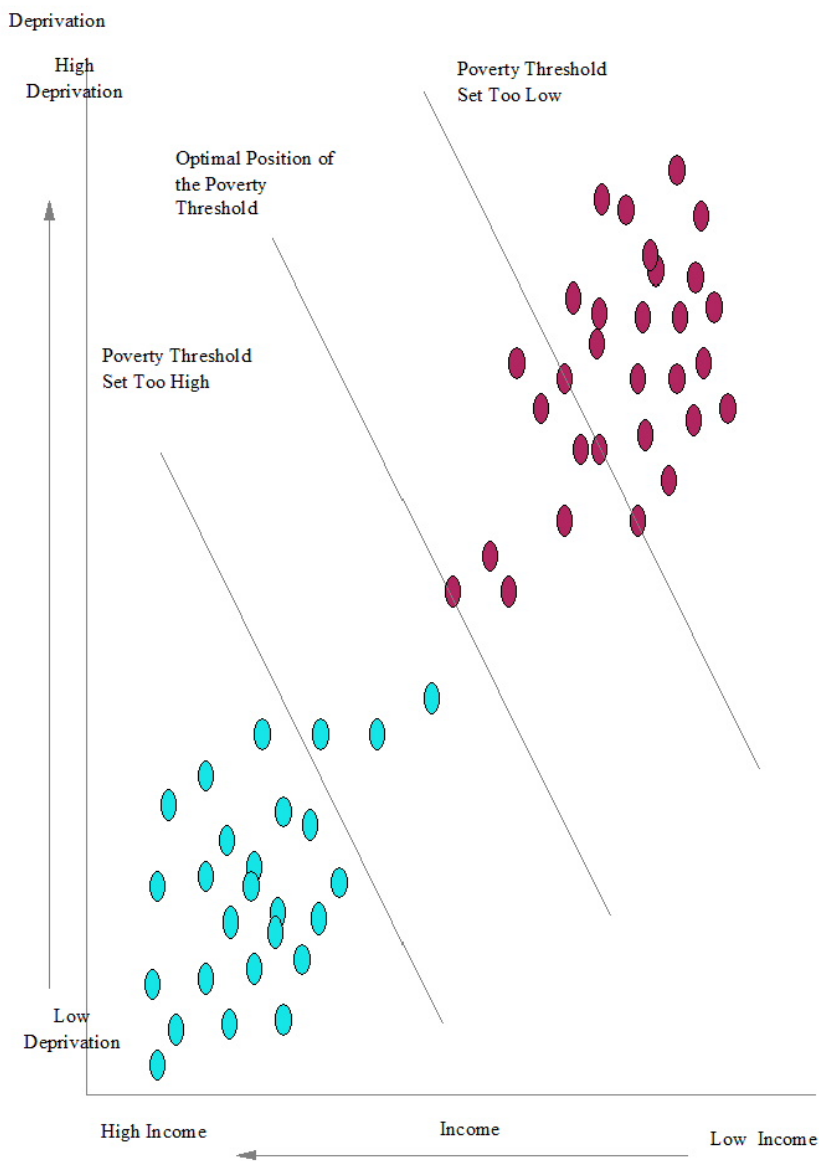 Deprivation
High
Deprivation
Poverty Threshold
Set Too Low
Optimal Position of
the Poverty
Threshold
Poverty Threshold
Set Too High
Low
Deprivation
High Income
Income
Low Income